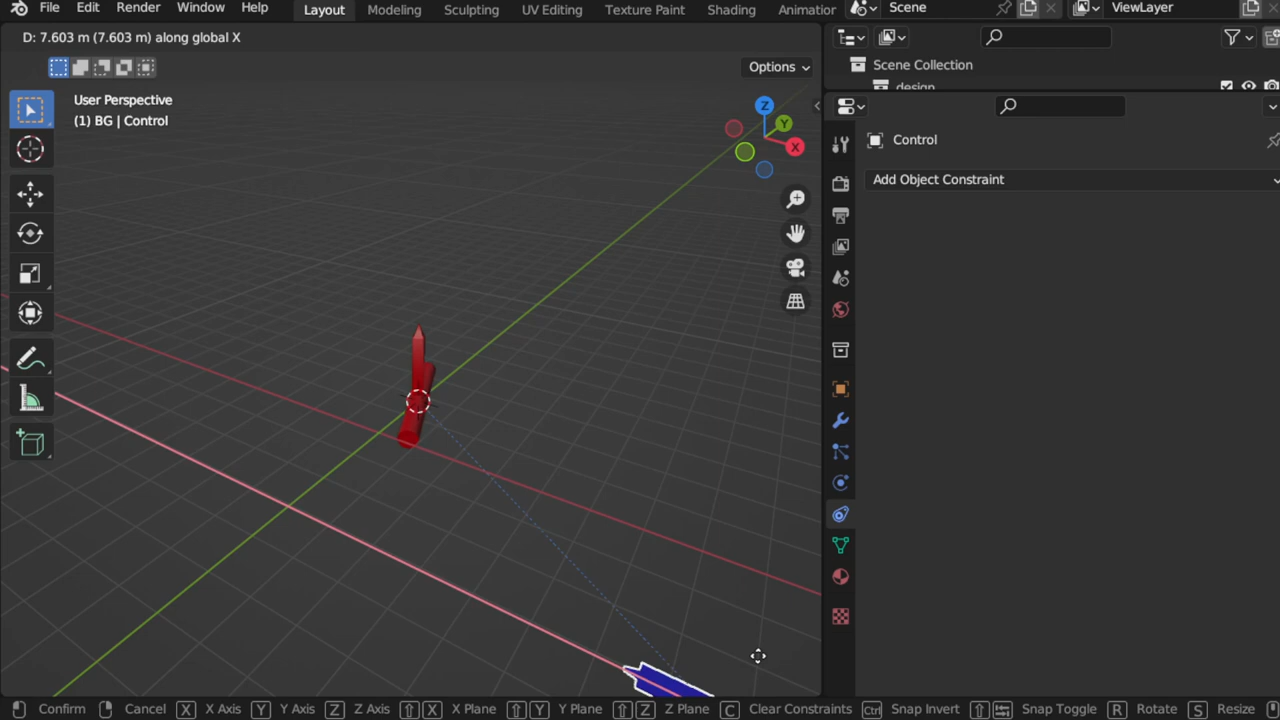 File Edit Render Window Help Layout Modeling Sculpting UV Editing Texture Paint Shading Scene ViewLayer
D: 7.603 m (7.603 m) along global X
Scene Collection
Options
User Perspective
(1) BG | Control
Z
Y
X
Control
Add Object Constraint
Confirm Cancel X X Axis Y Y Axis Z Z Axis X X Plane Y Y Plane Z Z Plane C Clear Constraints Ctrl Snap Invert Snap Toggle R Rotate S Resize